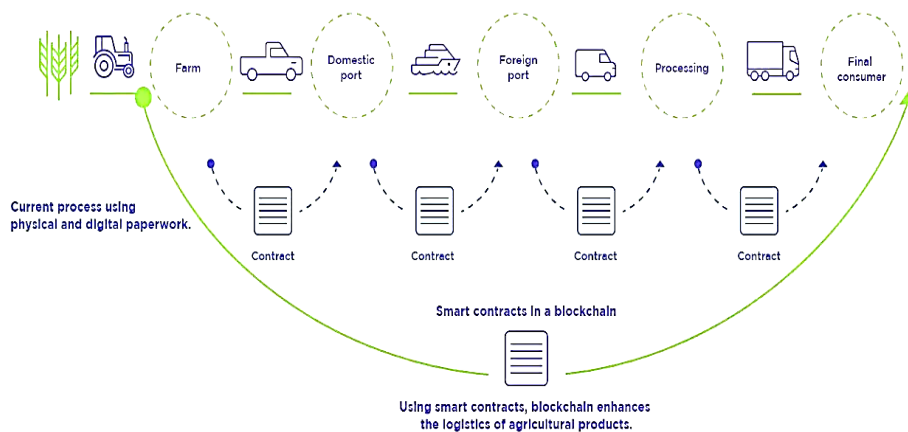 Farm
Domestic
port
Foreign
port
Processing
Final
consumer
Current process using
physical and digital paperwork.
Contract
Contract
Contract
Contract
Smart contracts in a blockchain
Using smart contracts, blockchain enhances
the logistics of agricultural products.